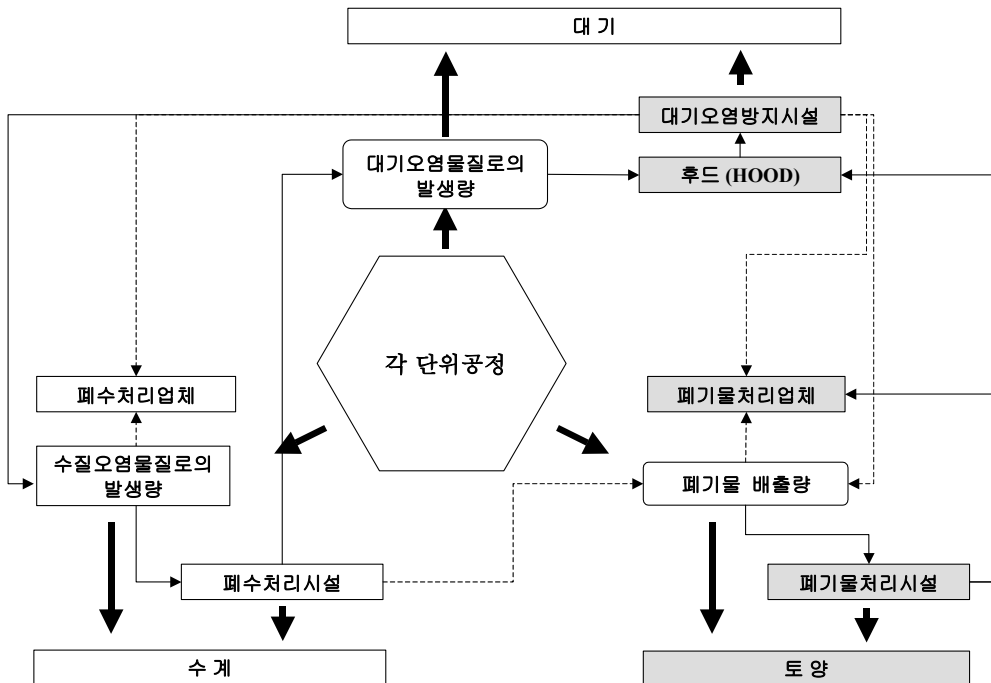 대 기
대기오염방지시설
대기오염물질로의
발생량
후드 (HOOD)
각 단위공정
폐수처리업체
폐기물처리업체
수질오염물질로의
발생량
폐기물 배출량
폐수처리시설
폐기물처리시설
수 계
토 양